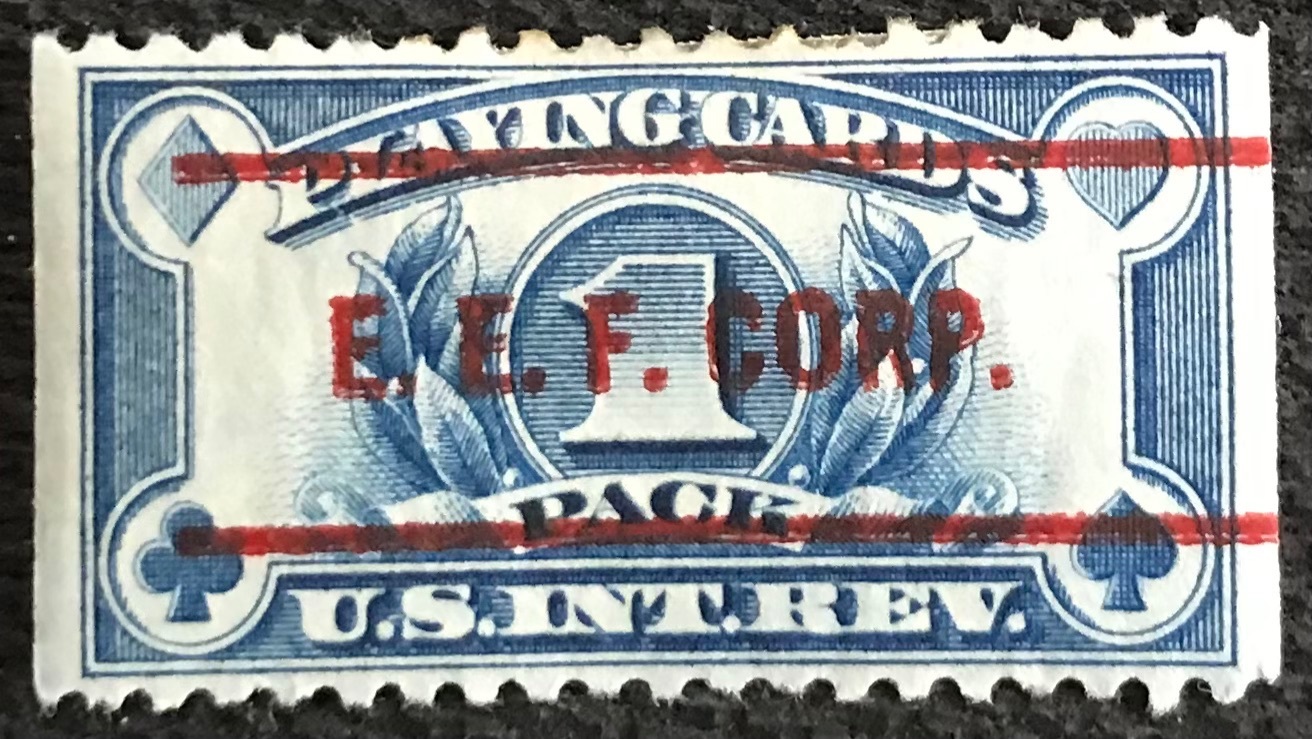 PLAYING CARDS
E. E. F. CORP.
1
PACK
U.S. INT. REV.